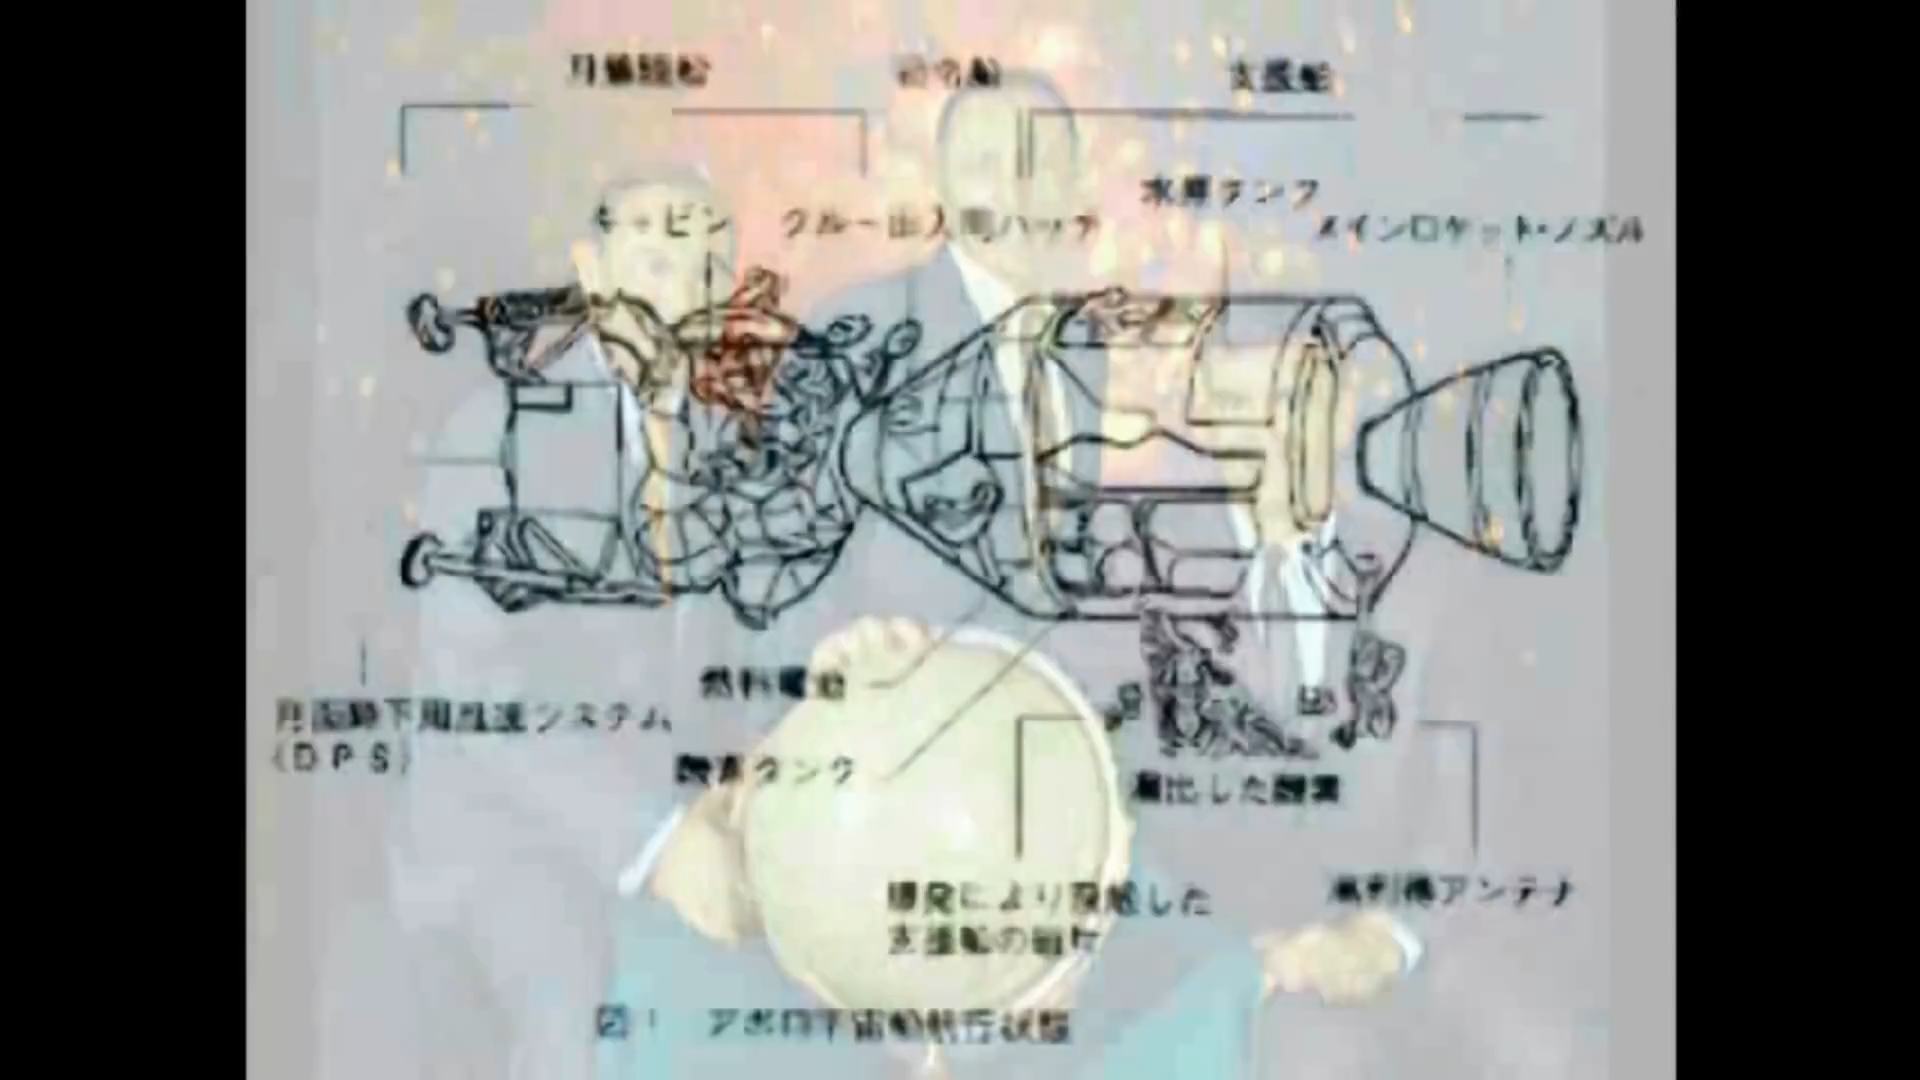 月着陸船
司令船
支援船
水素タンク
キャビン
クルー出入用ハッチ
メインロケット・ノズル
燃料電池
月面降下用推進システム
(DPS)
酸素タンク
漏出した酸素
爆発により破損した
支援船の破片
高利得アンテナ
図1 アポロ宇宙船航行状態